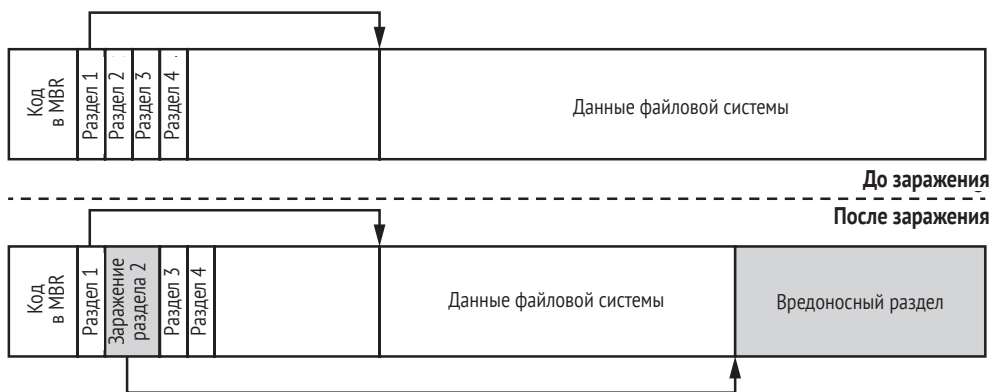 Код
в MBR
Раздел 1
Раздел 2
Раздел 3
Раздел 4
Данные файловой системы
До заражения
После заражения
Код
в MBR
Раздел 1
Заражение
раздела 2
Раздел 3
Раздел 4
Данные файловой системы
Вредоносный раздел